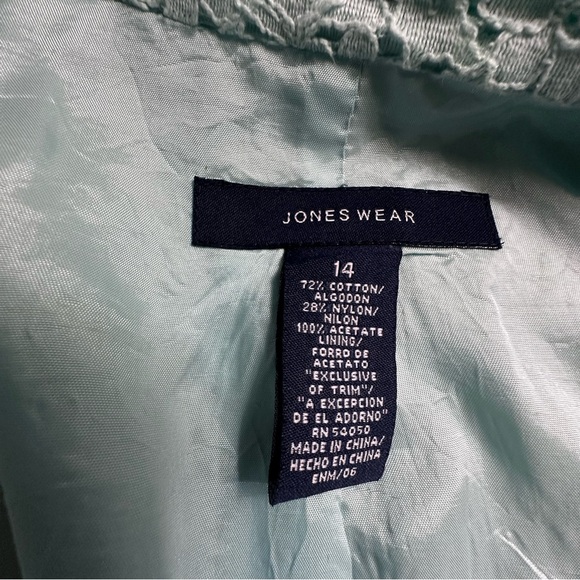 JONES WEAR
14
72% COTTON/
ALGODON
28% NYLON/
NILON
100% ACETATE
LINING/
FORRO DE
ACETATO
"EXCLUSIVE
OF TRIM"/
"A EXCEPCION
DE EL ADORNO"
RN 54050
MADE IN CHINA/
HECHO EN CHINA
ENM/06